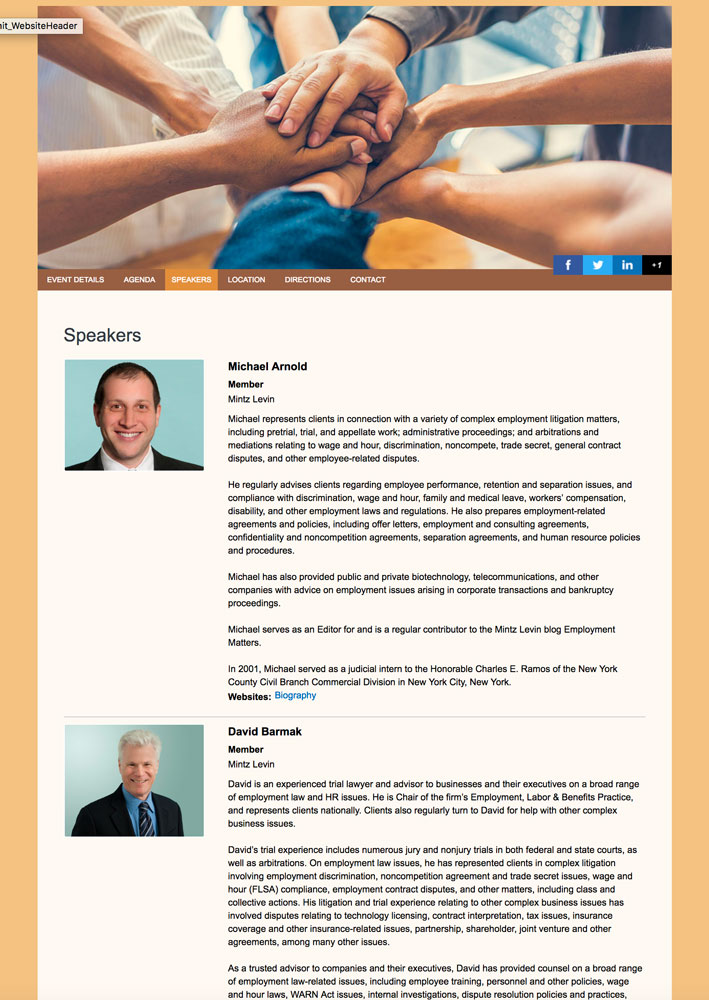 nit_WebsiteHeader
f in +1
EVENT DETAILS AGENDA SPEAKERS LOCATION DIRECTIONS CONTACT
Speakers
Michael Arnold
Member
Mintz Levin
Michael represents clients in connection with a variety of complex employment litigation matters,
including pretrial, trial, and appellate work; administrative proceedings; and arbitrations and
mediations relating to wage and hour, discrimination, noncompete, trade secret, general contract
disputes, and other employee-related disputes.
He regularly advises clients regarding employee performance, retention and separation issues, and
compliance with discrimination, wage and hour, family and medical leave, workers' compensation,
disability, and other employment laws and regulations. He also prepares employment-related
agreements and policies, including offer letters, employment and consulting agreements,
confidentiality and noncompetition agreements, separation agreements, and human resource policies
and procedures.
Michael has also provided public and private biotechnology, telecommunications, and other
companies with advice on employment issues arising in corporate transactions and bankruptcy
proceedings.
Michael serves as an Editor for and is a regular contributor to the Mintz Levin blog Employment
Matters.
In 2001, Michael served as a judicial intern to the Honorable Charles E. Ramos of the New York
County Civil Branch Commercial Division in New York City, New York.
Websites: Biography
David Barmak
Member
Mintz Levin
David is an experienced trial lawyer and advisor to businesses and their executives on a broad range
of employment law and HR issues. He is Chair of the firm's Employment, Labor & Benefits Practice,
and represents clients nationally. Clients also regularly turn to David for help with other complex
business issues.
David's trial experience includes numerous jury and nonjury trials in both federal and state courts, as
well as arbitrations. On employment law issues, he has represented clients in complex litigation
involving employment discrimination, noncompetition agreement and trade secret issues, wage and
hour (FLSA) compliance, employment contract disputes, and other matters, including class and
collective actions. His litigation and trial experience relating to other complex business issues has
involved disputes relating to technology licensing, contract interpretation, tax issues, insurance
coverage and other insurance-related issues, partnership, shareholder, joint venture and other
agreements, among many other issues.
As a trusted advisor to companies and their executives, David has provided counsel on a broad range
of employment law-related issues, including employee training, personnel and other policies, wage
and hour laws, WARN Act issues, internal investigations, dispute resolution policies and practices,